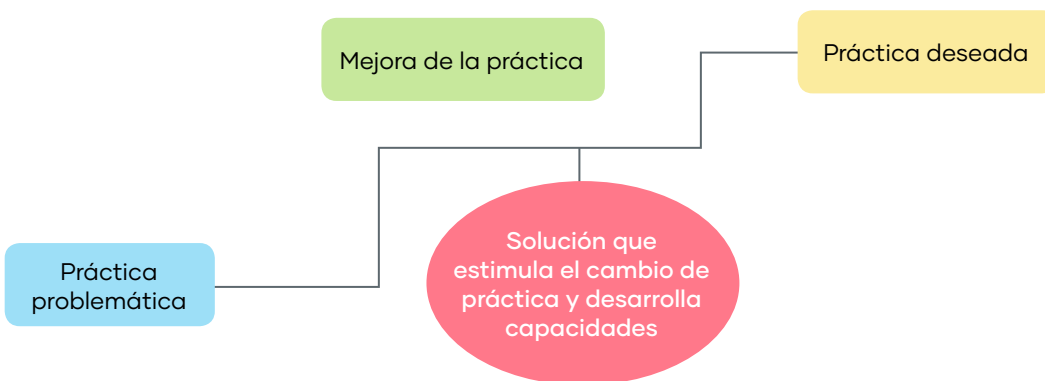 Mejora de la práctica
Práctica deseada
Práctica
problemática
Solución que
estimula el cambio de
práctica y desarrolla
capacidades